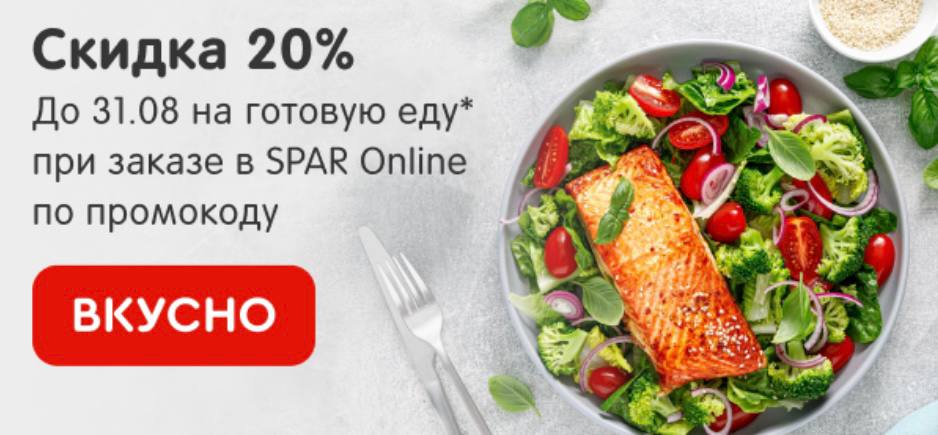 Скидка 20%
До 31.08 на готовую еду*
при заказе в SPAR Online
по промокоду
ВКУСНО